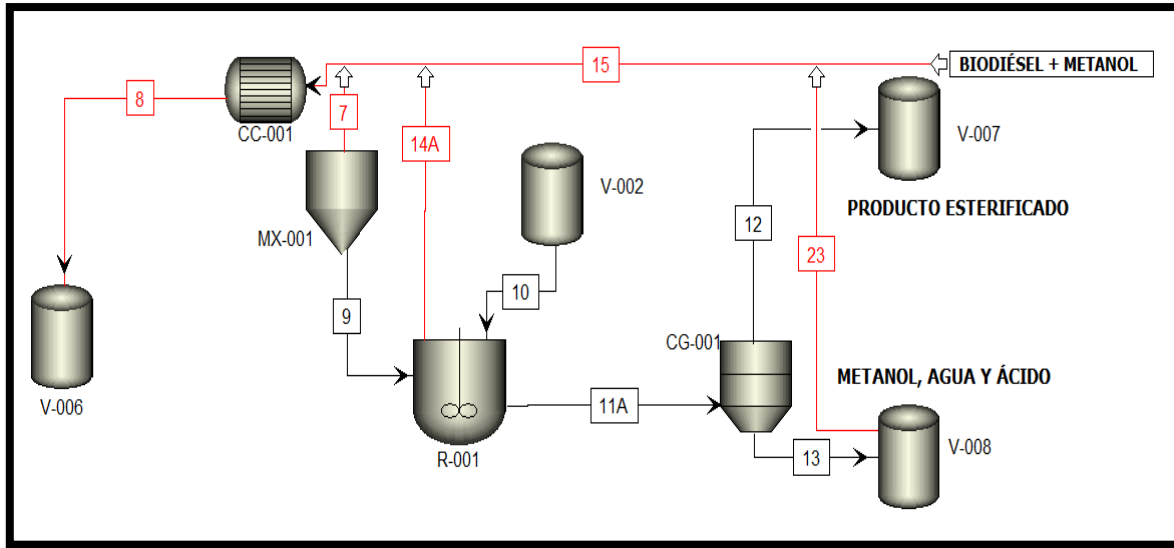 15
BIODIÉSEL + METANOL
8
CC-001
7
14A
V-002
V-007
MX-001
12
PRODUCTO ESTERIFICADO
23
10
9
CG-001
V-006
METANOL, AGUA Y ÁCIDO
11A
R-001
13
V-008